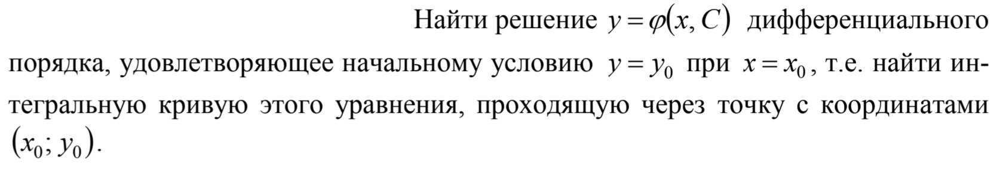 Найти решение y = φ(x, C) дифференциального
порядка, удовлетворяющее начальному условию y = y₀ при x = x₀, т.е. найти ин-
тегральную кривую этого уравнения, проходящую через точку с координатами
(x₀; y₀).